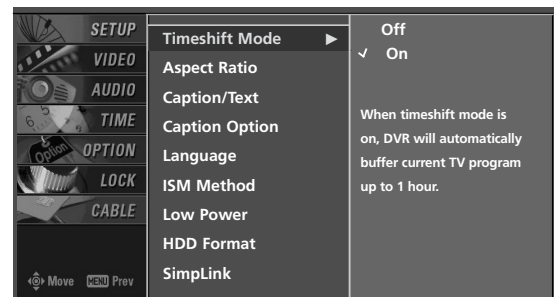 SETUP
VIDEO
AUDIO
TIME
OPTION
LOCK
CABLE
Move MENU Prev
Timeshift Mode ►
Aspect Ratio
Caption/Text
Caption Option
Language
ISM Method
Low Power
HDD Format
SimpLink
Off
✓ On
When timeshift mode is
on, DVR will automatically
buffer current TV program
up to 1 hour.